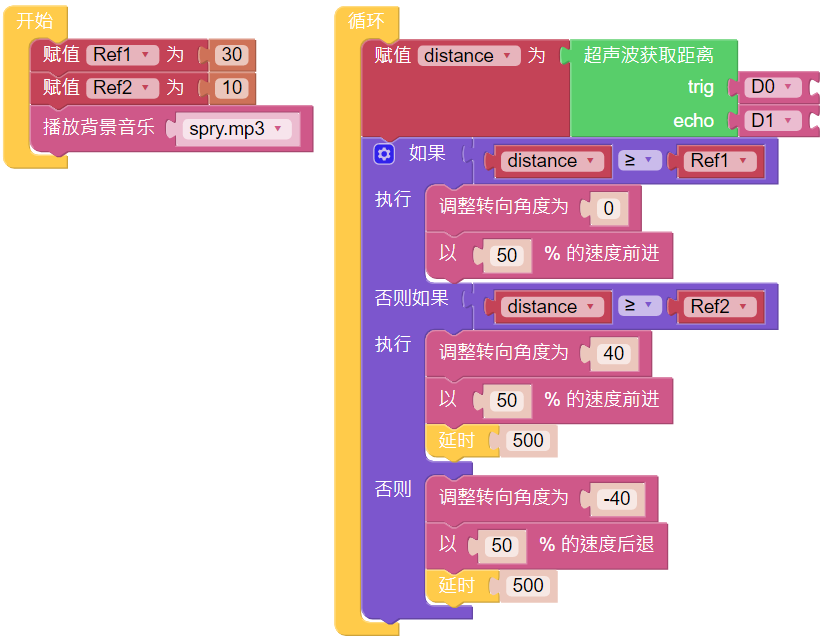 开始
赋值 Ref1 为 30
赋值 Ref2 为 10
播放背景音乐 spry.mp3
循环
赋值 distance 为 超声波获取距离
trig D0
echo D1
如果 distance ≥ Ref1
执行 调整转向角度为 0
以 50 % 的速度前进
否则如果 distance ≥ Ref2
执行 调整转向角度为 40
以 50 % 的速度前进
延时 500
否则 调整转向角度为 -40
以 50 % 的速度后退
延时 500